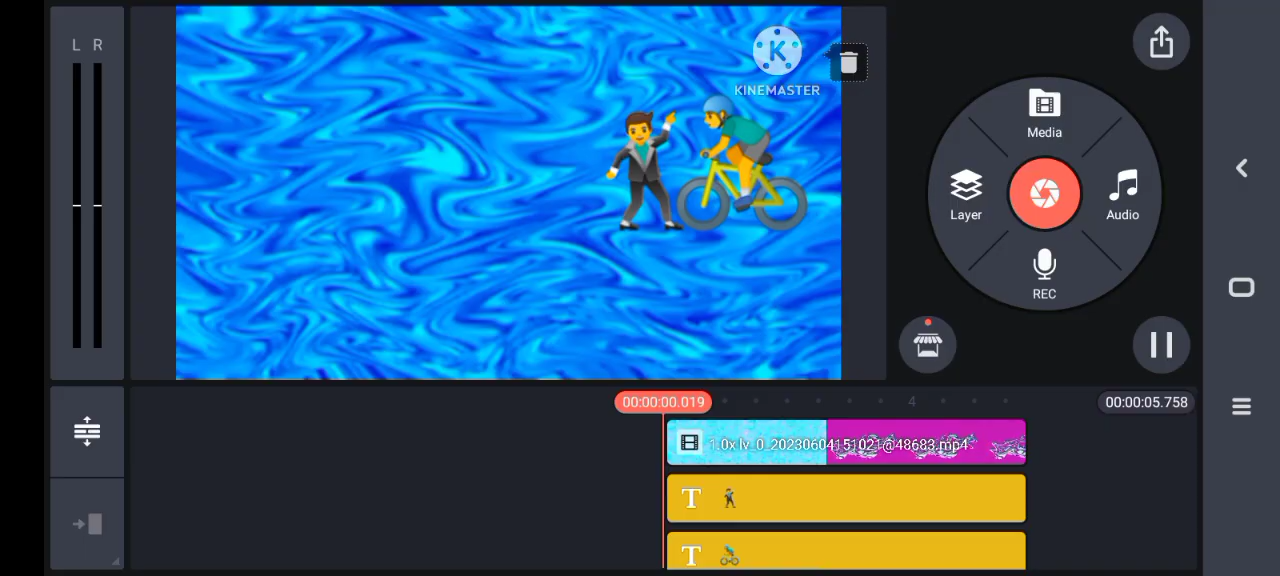 L R
K
KINEMASTER
Media
Layer
Audio
REC
00:00:00.019
4
00:00:05.758
1.0x lv_0_20230604151021@48683.mp4
T
T